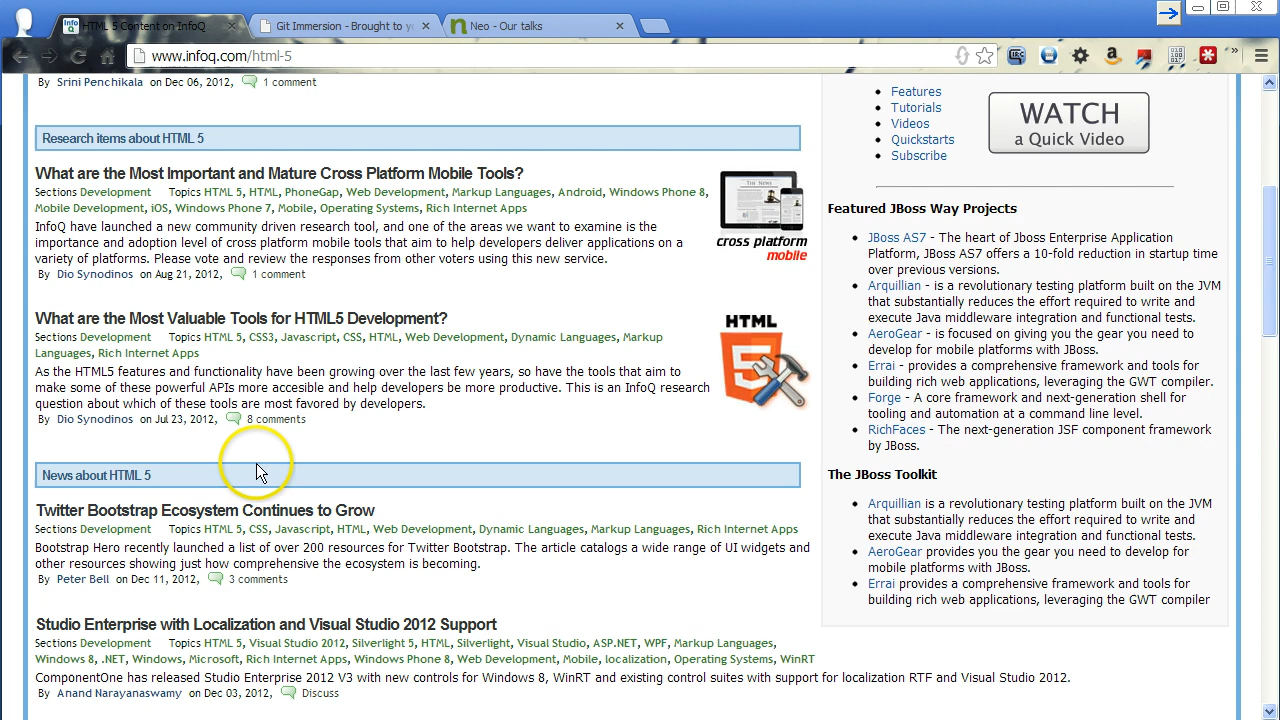 HTML 5 Content on InfoQ
Git Immersion - Brought to yo
Neo - Our talks
www.infoq.com/html-5
By Srini Penchikala on Dec 06, 2012, 1 comment
Research items about HTML 5
What are the Most Important and Mature Cross Platform Mobile Tools?
Sections Development Topics HTML 5, HTML, PhoneGap, Web Development, Markup Languages, Android, Windows Phone 8,
Mobile Development, iOS, Windows Phone 7, Mobile, Operating Systems, Rich Internet Apps
InfoQ have launched a new community driven research tool, and one of the areas we want to examine is the
importance and adoption level of cross platform mobile tools that aim to help developers deliver applications on a
variety of platforms. Please vote and review the responses from other voters using this new service.
By Dio Synodinos on Aug 21, 2012, 1 comment
cross platform
mobile
What are the Most Valuable Tools for HTML5 Development?
Sections Development Topics HTML 5, CSS3, Javascript, CSS, HTML, Web Development, Dynamic Languages, Markup
Languages, Rich Internet Apps
As the HTML5 features and functionality have been growing over the last few years, so have the tools that aim to
make some of these powerful APIs more accesible and help developers be more productive. This is an InfoQ research
question about which of these tools are most favored by developers.
By Dio Synodinos on Jul 23, 2012, 8 comments
HTML
5
News about HTML 5
Twitter Bootstrap Ecosystem Continues to Grow
Sections Development Topics HTML 5, CSS, Javascript, HTML, Web Development, Dynamic Languages, Markup Languages, Rich Internet Apps
Bootstrap Hero recently launched a list of over 200 resources for Twitter Bootstrap. The article catalogs a wide range of UI widgets and
other resources showing just how comprehensive the ecosystem is becoming.
By Peter Bell on Dec 11, 2012, 3 comments
Studio Enterprise with Localization and Visual Studio 2012 Support
Sections Development Topics HTML 5, Visual Studio 2012, Silverlight 5, HTML, Silverlight, Visual Studio, ASP.NET, WPF, Markup Languages,
Windows 8, .NET, Windows, Microsoft, Rich Internet Apps, Windows Phone 8, Web Development, Mobile, localization, Operating Systems, WinRT
ComponentOne has released Studio Enterprise 2012 V3 with new controls for Windows 8, WinRT and existing control suites with support for localization RTF and Visual Studio 2012.
By Anand Narayanaswamy on Dec 03, 2012, Discuss
Features
Tutorials
Videos
Quickstarts
Subscribe
WATCH
a Quick Video
Featured JBoss Way Projects
JBoss AS7 - The heart of Jboss Enterprise Application
Platform, JBoss AS7 offers a 10-fold reduction in startup time
over previous versions.
Arquillian - is a revolutionary testing platform built on the JVM
that substantially reduces the effort required to write and
execute Java middleware integration and functional tests.
AeroGear - is focused on giving you the gear you need to
develop for mobile platforms with JBoss.
Errai - provides a comprehensive framework and tools for
building rich web applications, leveraging the GWT compiler.
Forge - A core framework and next-generation shell for
tooling and automation at a command line level.
RichFaces - The next-generation JSF component framework
by JBoss.
The JBoss Toolkit
Arquillian is a revolutionary testing platform built on the JVM
that substantially reduces the effort required to write and
execute Java middleware integration and functional tests.
AeroGear provides you the gear you need to develop for
mobile platforms with JBoss.
Errai provides a comprehensive framework and tools for
building rich web applications, leveraging the GWT compiler